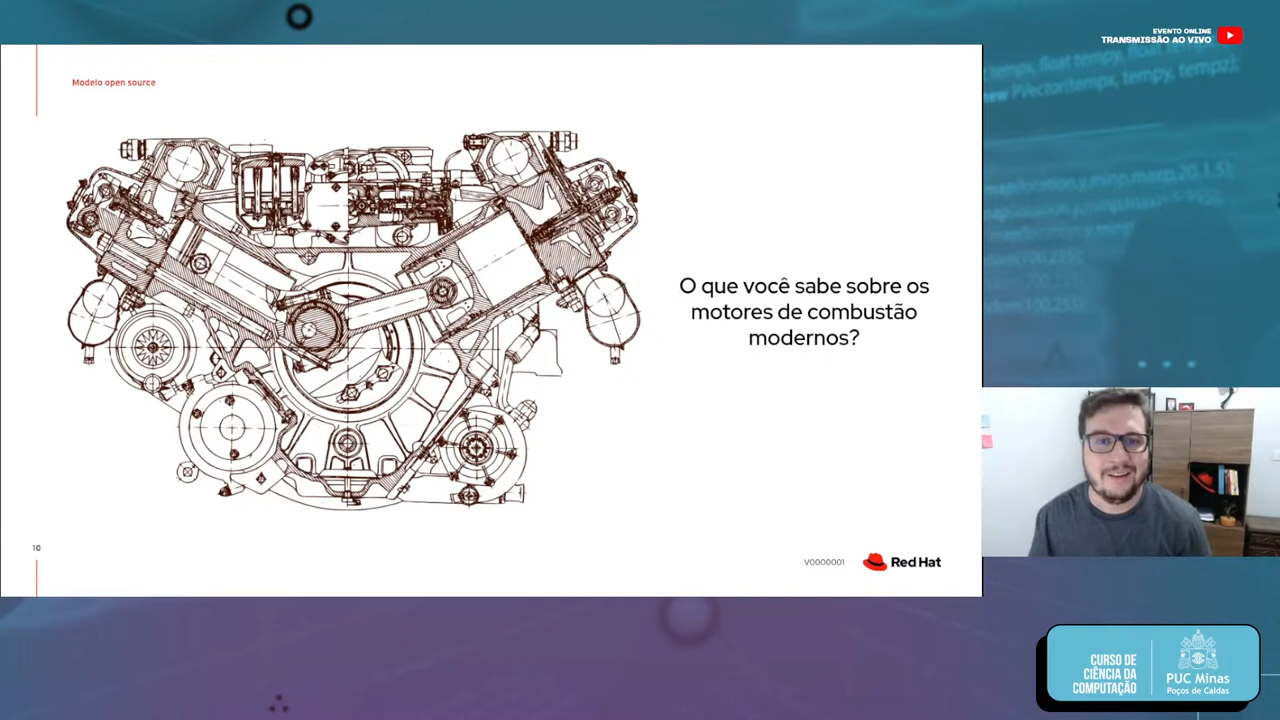 EVENTO ONLINE
TRANSMISSÃO AO VIVO
Modelo open source
O que você sabe sobre os
motores de combustão
modernos?
10
V0000001
Red Hat
CURSO DE
CIÊNCIA DA
COMPUTAÇÃO
PUC Minas
Poços de Caldas